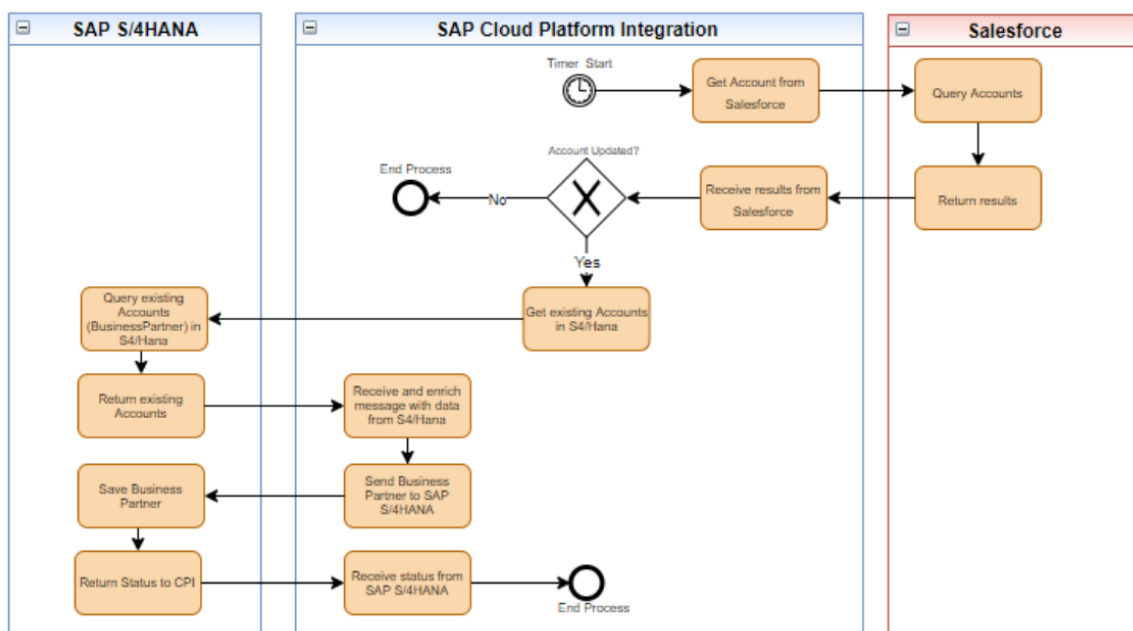 SAP S/4HANA
SAP Cloud Platform Integration
Salesforce
Timer Start
Get Account from
Salesforce
Query Accounts
Account Updated?
End Process
No
Receive results from
Salesforce
Return results
Yes
Query existing
Accounts
(BusinessPartner) in
S4/Hana
Get existing Accounts
in S4/Hana
Return existing
Accounts
Receive and enrich
message with data
from S4/Hana
Save Business
Partner
Send Business
Partner to SAP
S/4HANA
Return Status to CPI
Receive status from
SAP S/4HANA
End Process